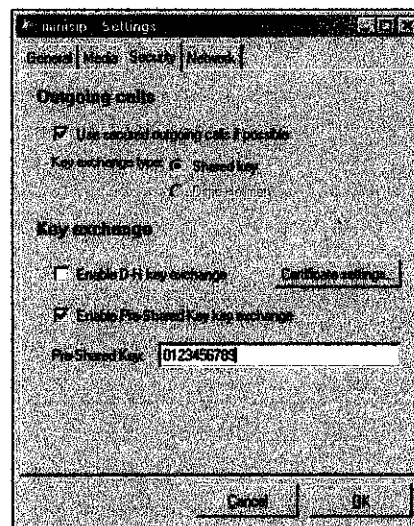 minisip - Settings
General Media Security Network
Outgoing calls
Use secured outgoing calls if possible
Key exchange type: Shared key
Key exchange
Enable D-H key exchange
Certificate settings...
Enable Pre-Shared Key key exchange
Pre-Shared Key: 0123456789
Cancel OK